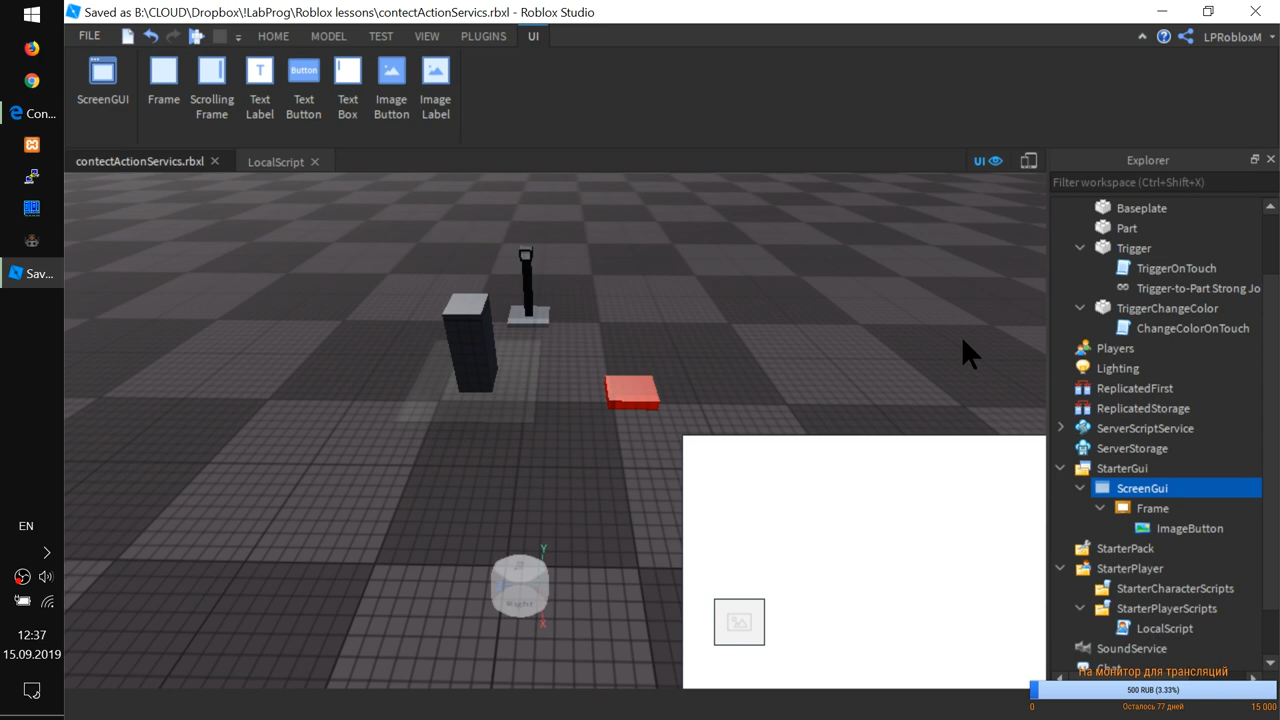 Saved as B:\CLOUD\Dropbox\!LabProg\Roblox lessons\contectActionServics.rbxl - Roblox Studio
FILE HOME MODEL TEST VIEW PLUGINS UI LPRobloxM
ScreenGUI
Frame
Scrolling Frame
Text Label
Button
Text Button
Text Box
Image Button
Image Label
contectActionServics.rbxl LocalScript UI
Explorer
Filter workspace (Ctrl+Shift+X)
Baseplate
Part
Trigger
TriggerOnTouch
Trigger-to-Part Strong Jo
TriggerChangeColor
ChangeColorOnTouch
Players
Lighting
ReplicatedFirst
ReplicatedStorage
ServerScriptService
ServerStorage
StarterGui
ScreenGui
Frame
ImageButton
StarterPack
StarterPlayer
StarterCharacterScripts
StarterPlayerScripts
LocalScript
SoundService
Chat
На монитор для трансляций
500 RUB (3.33%)
0 Осталось 77 дней 15 000
Y
Right
X
Con...
Sav...
EN
12:37
15.09.2019